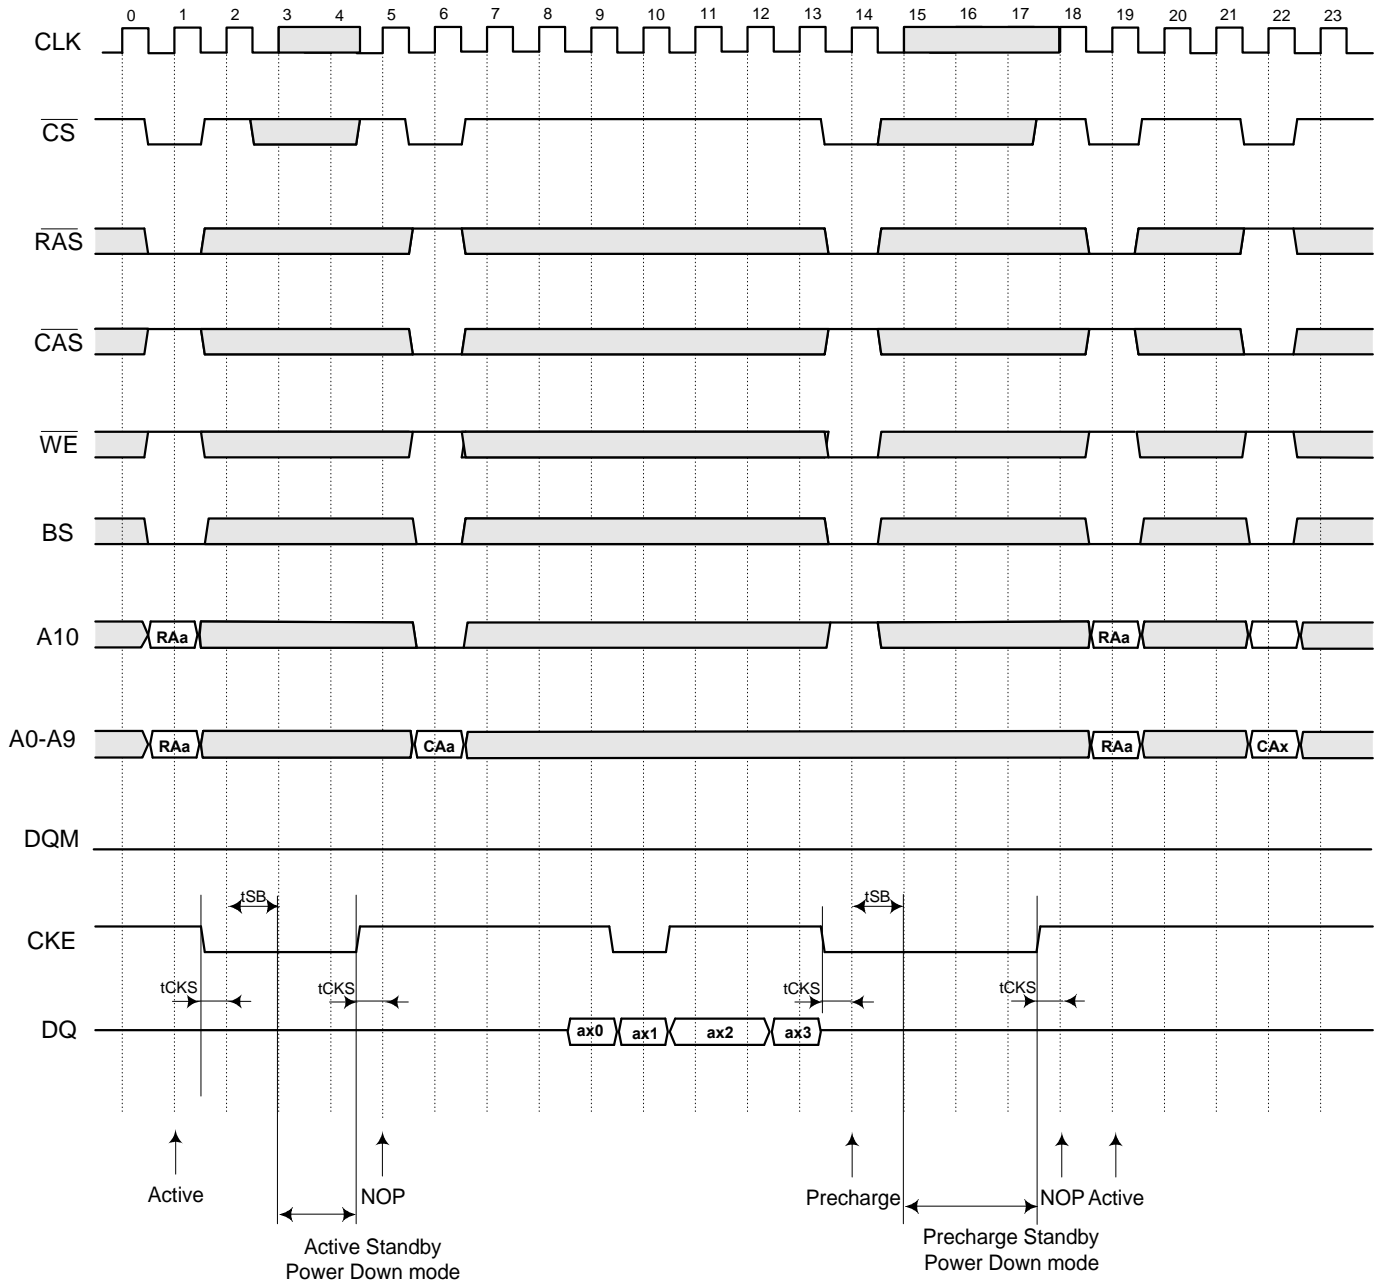 0 1 2 3 4 5 6 7 8 9 10 11 12 13 14 15 16 17 18 19 20 21 22 23
CLK
CS
RAS
CAS
WE
BS
A10 RAa RAa
A0-A9 RAa CAa RAa CAx
DQM
tSB tSB
CKE
tCKS tCKS tCKS tCKS
DQ ax0 ax1 ax2 ax3
Active NOP Precharge NOP Active
Active Standby
Power Down mode
Precharge Standby
Power Down mode